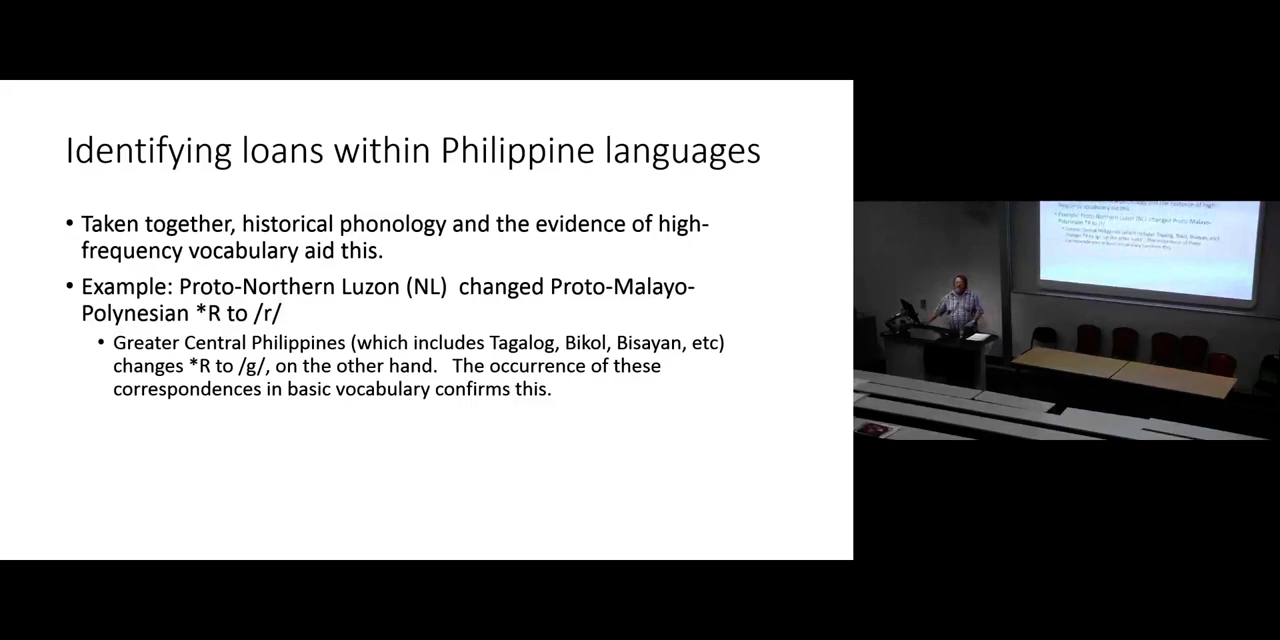 Identifying loans within Philippine languages
• Taken together, historical phonology and the evidence of high-
frequency vocabulary aid this.
• Example: Proto-Northern Luzon (NL)  changed Proto-Malayo-
Polynesian *R to /r/
• Greater Central Philippines (which includes Tagalog, Bikol, Bisayan, etc)
changes *R to /g/, on the other hand.   The occurrence of these
correspondences in basic vocabulary confirms this.